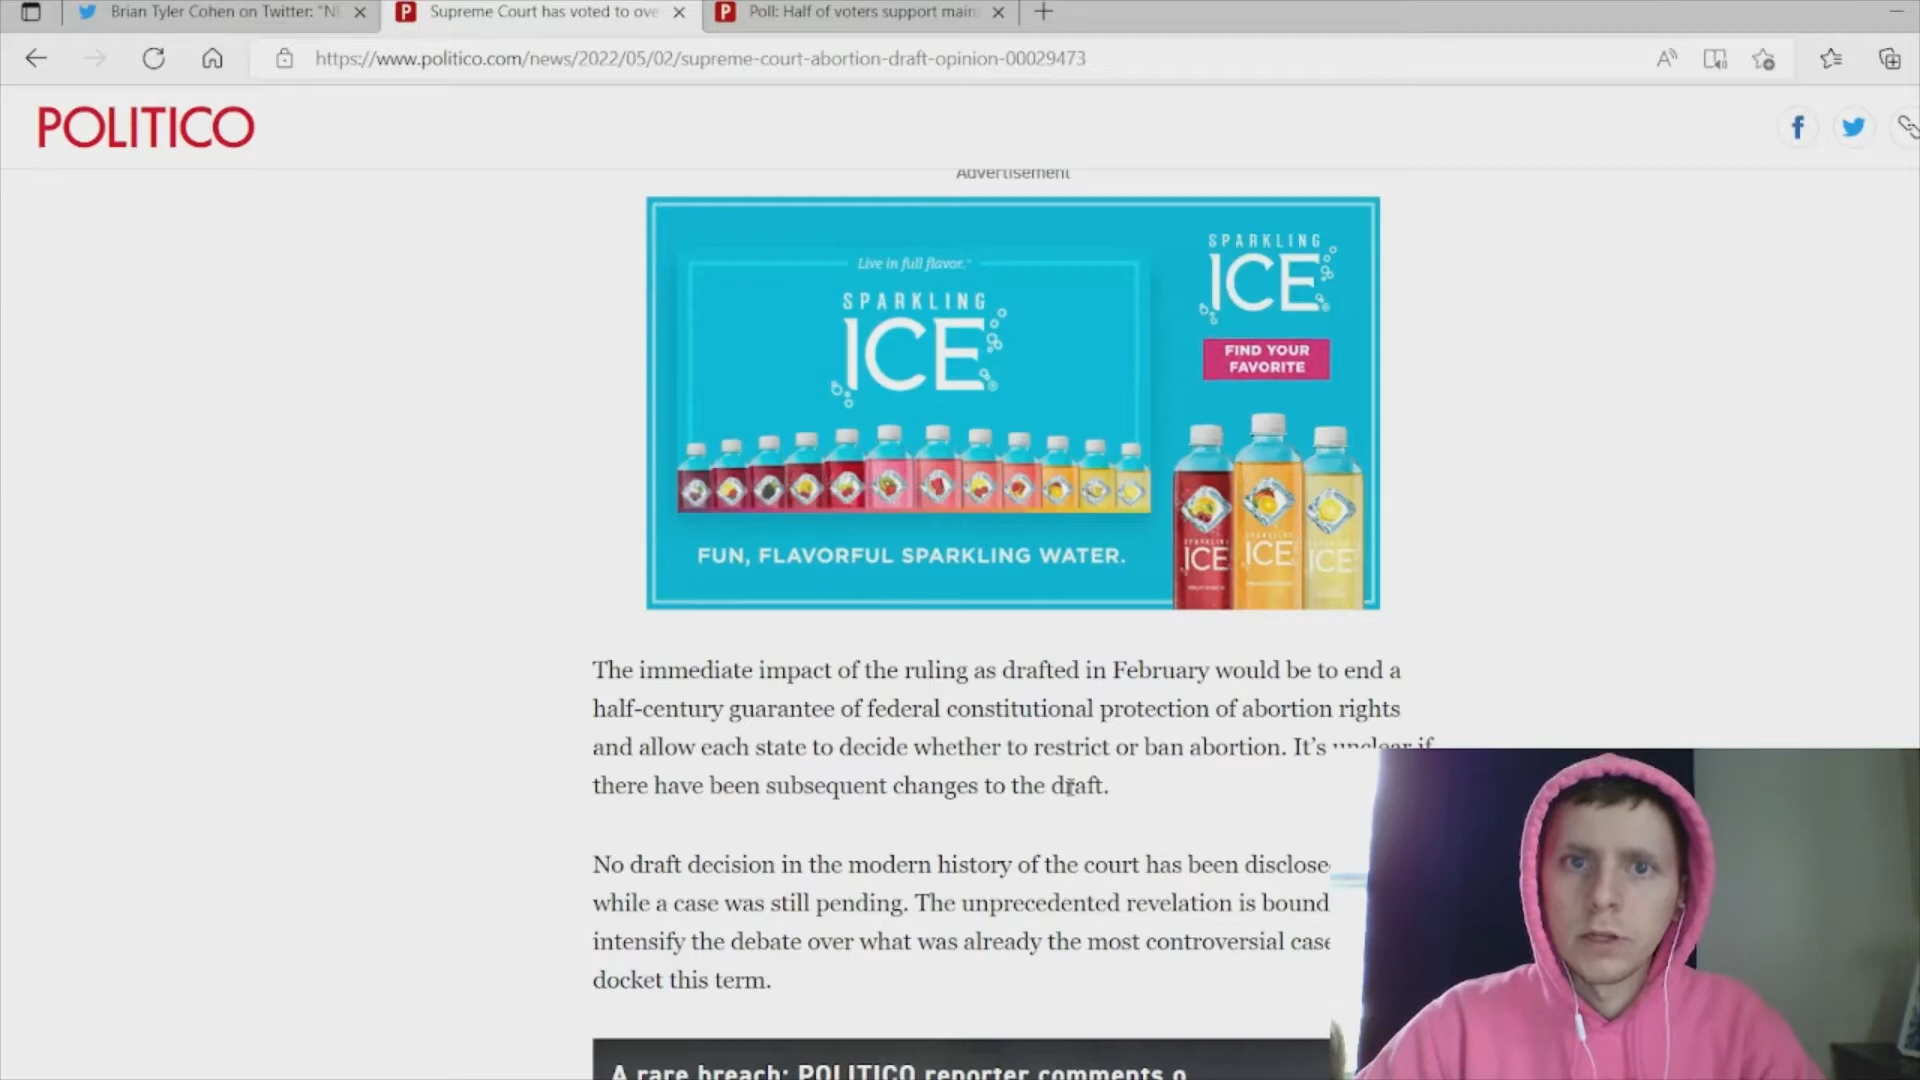 Brian Tyler Cohen on Twitter: "NE
Supreme Court has voted to ove
Poll: Half of voters support main
https://www.politico.com/news/2022/05/02/supreme-court-abortion-draft-opinion-00029473
POLITICO
Advertisement
Live in full flavor.™
SPARKLING
ICE
SPARKLING
ICE
FIND YOUR
FAVORITE
FUN, FLAVORFUL SPARKLING WATER.
ICE
ICE
ICE
The immediate impact of the ruling as drafted in February would be to end a
half-century guarantee of federal constitutional protection of abortion rights
and allow each state to decide whether to restrict or ban abortion. It’s unclear if
there have been subsequent changes to the draft.
No draft decision in the modern history of the court has been disclose
while a case was still pending. The unprecedented revelation is bound
intensify the debate over what was already the most controversial case
docket this term.
A rare breach: POLITICO reporter comments o